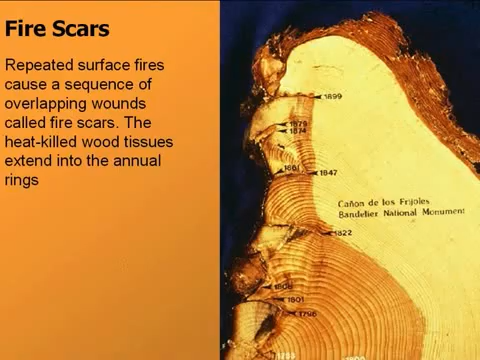 Fire Scars
Repeated surface fires
cause a sequence of
overlapping wounds
called fire scars. The
heat-killed wood tissues
extend into the annual
rings
1899
1879
1874
1861
1847
Cañon de los Frijoles
Bandelier National Monument
1822
1806
1801
1796